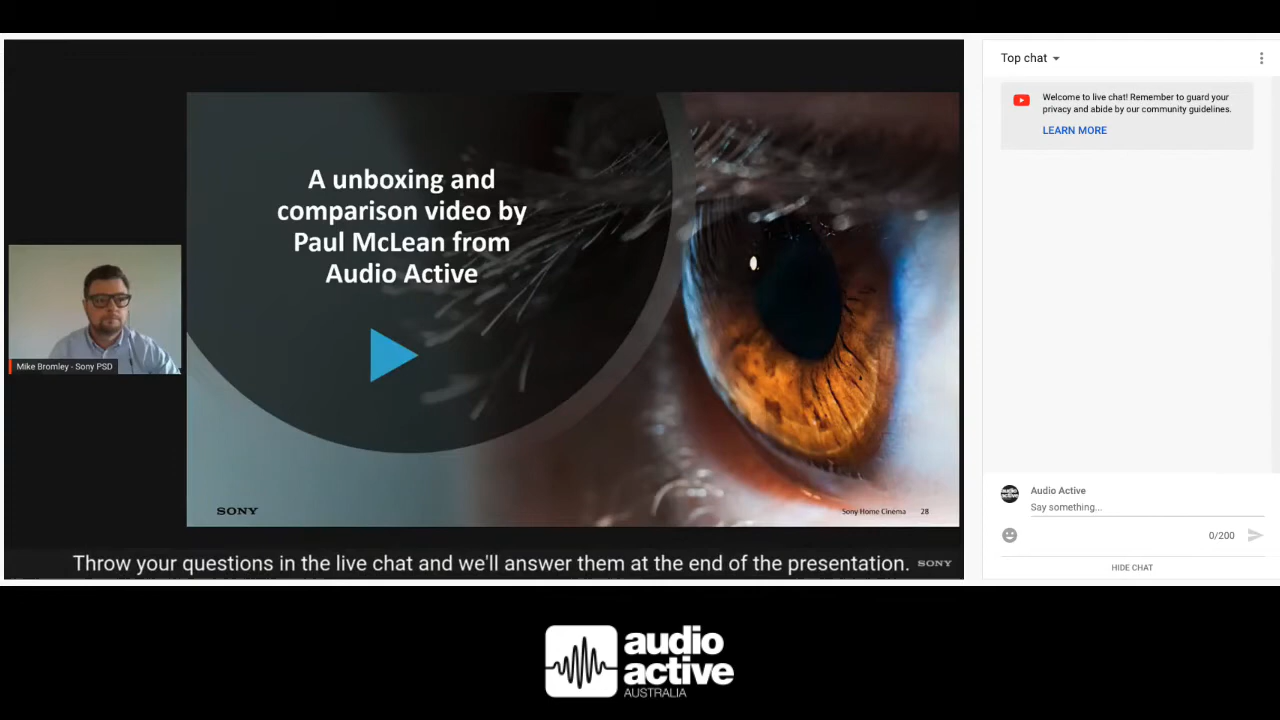 A unboxing and
comparison video by
Paul McLean from
Audio Active
Mike Bromley - Sony PSD
SONY
Sony Home Cinema 28
Throw your questions in the live chat and we'll answer them at the end of the presentation.
SONY
Top chat
Welcome to live chat! Remember to guard your
privacy and abide by our community guidelines.
LEARN MORE
audio
active
Audio Active
Say something...
0/200
HIDE CHAT
audio
active
AUSTRALIA